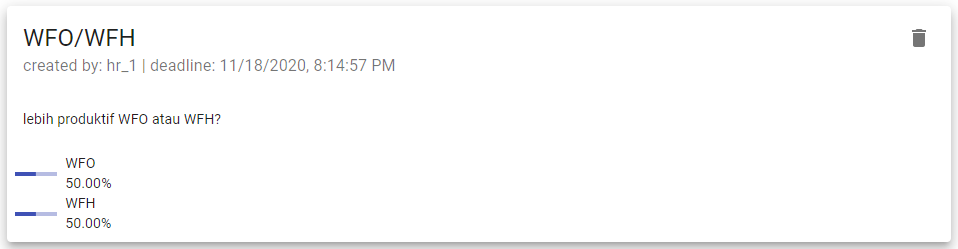 WFO/WFH
created by: hr_1 | deadline: 11/18/2020, 8:14:57 PM
lebih produktif WFO atau WFH?
WFO
50.00%
WFH
50.00%